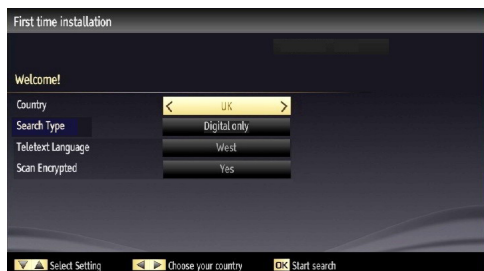 First time installation
Welcome!
Country < UK >
Search Type Digital only
Teletext Language West
Scan Encrypted Yes
Select Setting Choose your country OK Start search